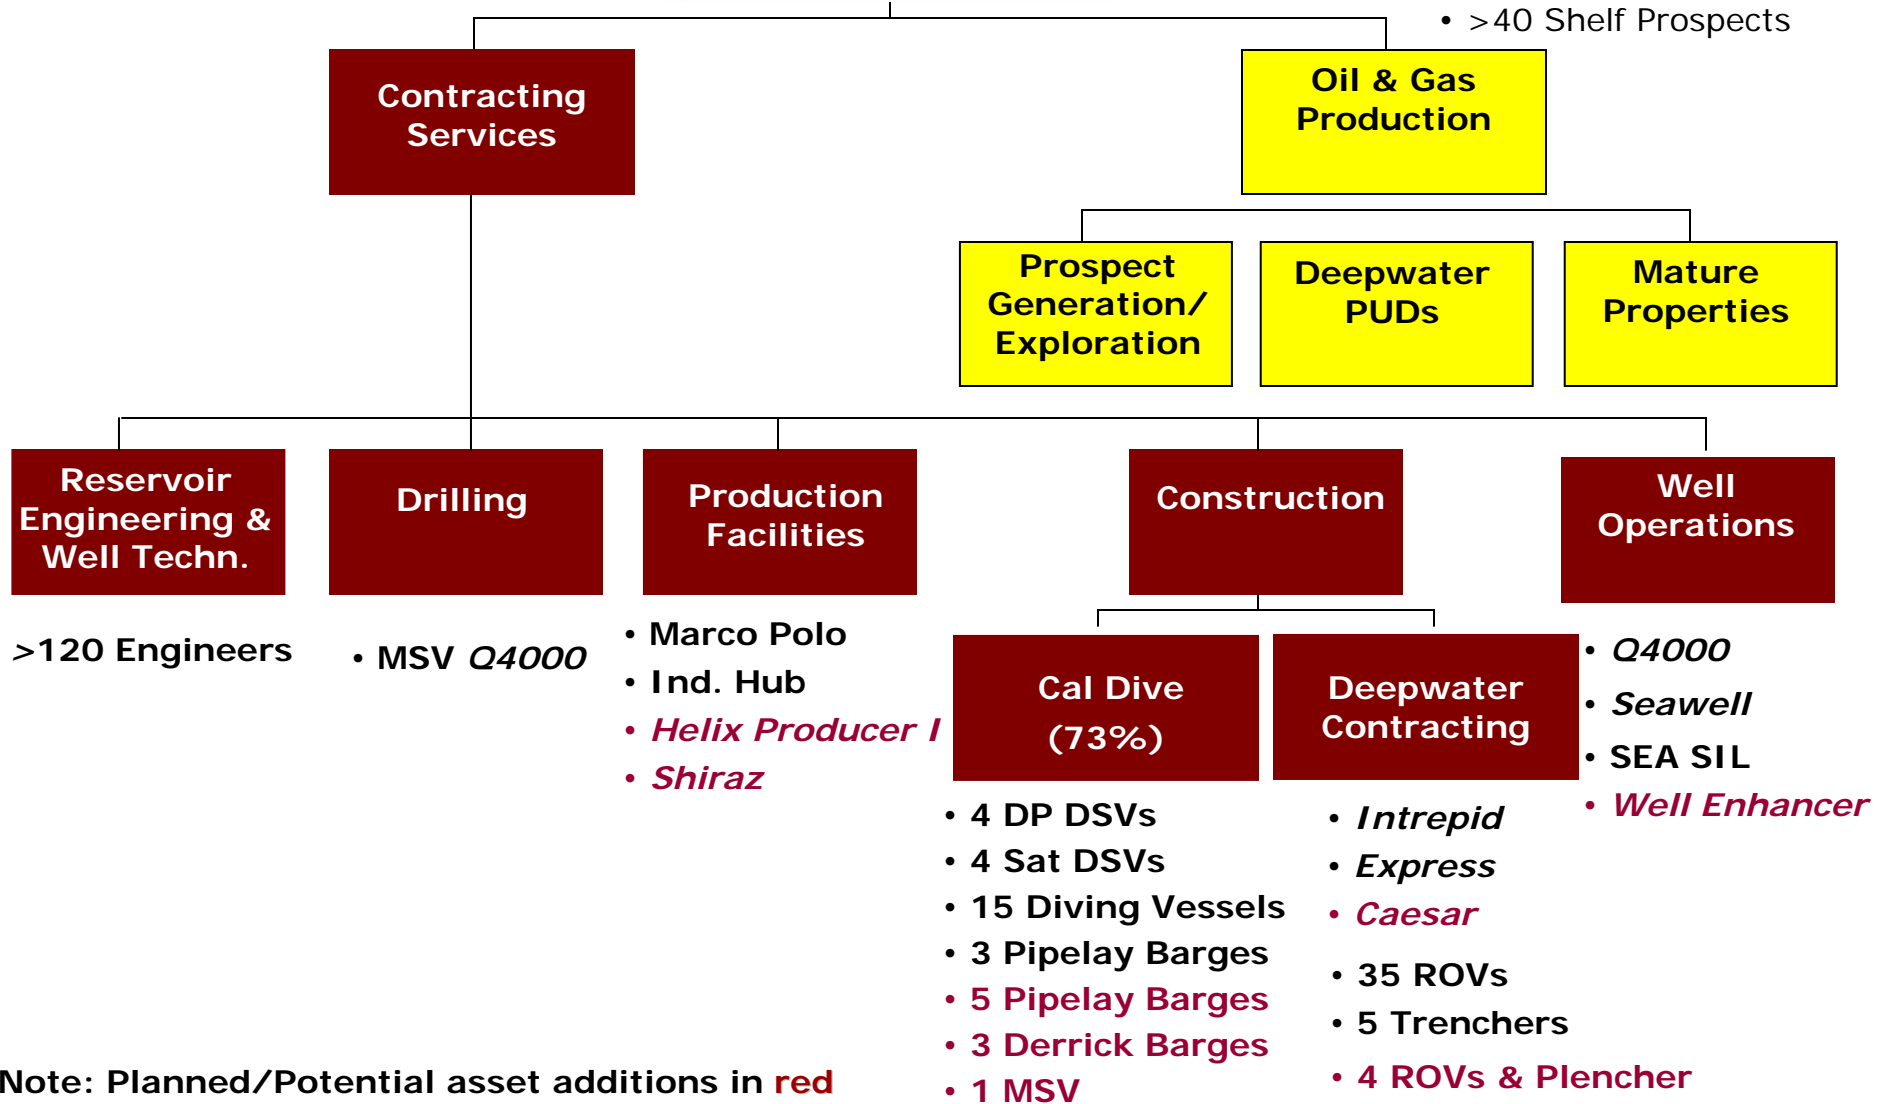 • >40 Shelf Prospects
Contracting
Services
Oil & Gas
Production
Prospect
Generation/
Exploration
Deepwater
PUDs
Mature
Properties
Reservoir
Engineering &
Well Techn.
Drilling
Production
Facilities
Construction
Well
Operations
>120 Engineers
• MSV Q4000
• Marco Polo
• Ind. Hub
• Helix Producer I
• Shiraz
Cal Dive
(73%)
Deepwater
Contracting
• Q4000
• Seawell
• SEA SIL
• Well Enhancer
• 4 DP DSVs
• 4 Sat DSVs
• 15 Diving Vessels
• 3 Pipelay Barges
• 5 Pipelay Barges
• 3 Derrick Barges
• 1 MSV
• Intrepid
• Express
• Caesar
• 35 ROVs
• 5 Trenchers
• 4 ROVs & Plencher
Note: Planned/Potential asset additions in red